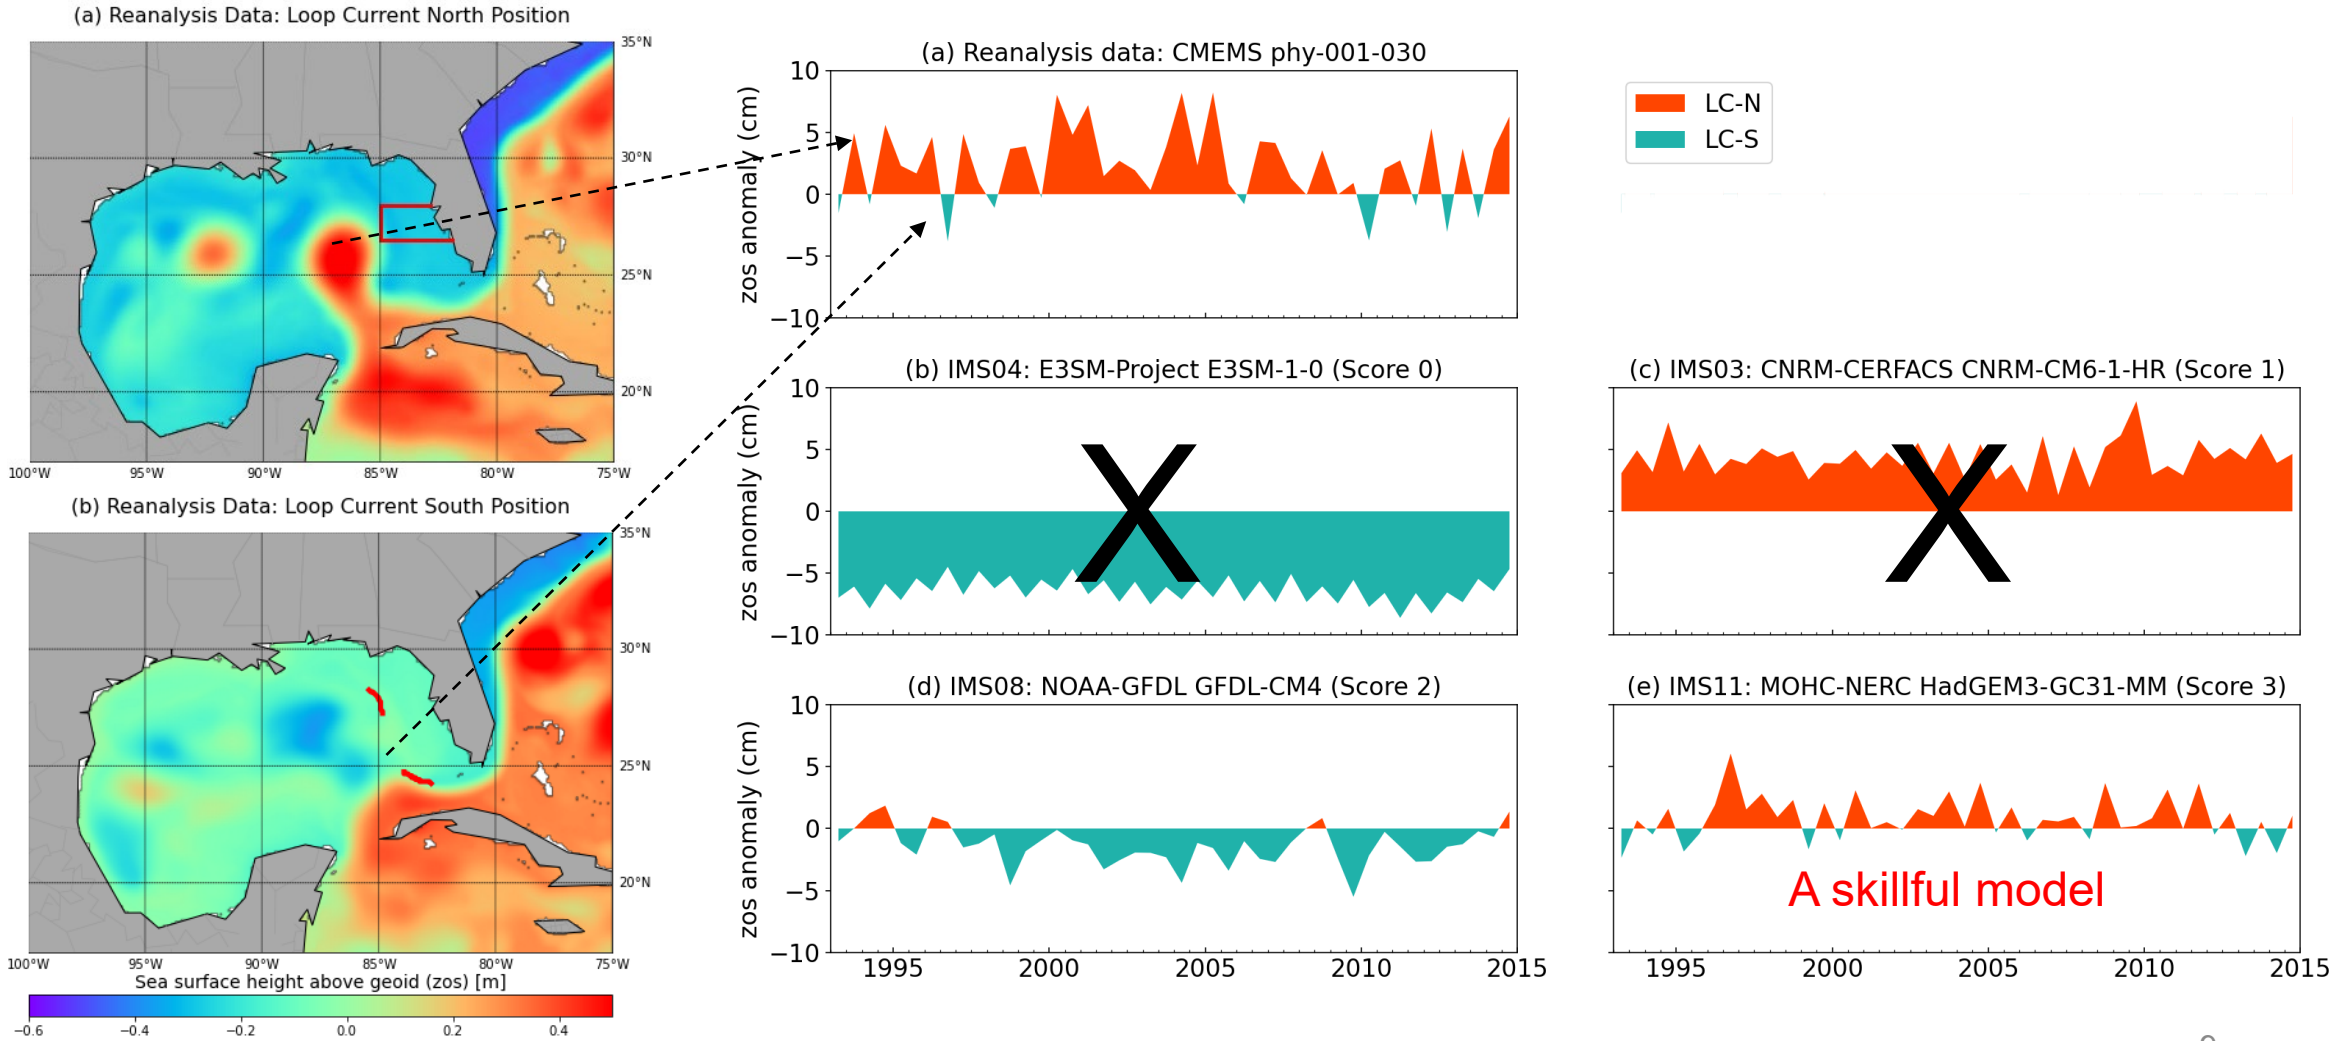 (a) Reanalysis Data: Loop Current North Position
35°N
30°N
25°N
20°N
100°W 95°W 90°W 85°W 80°W 75°W
(b) Reanalysis Data: Loop Current South Position
35°N
30°N
25°N
20°N
100°W 95°W 90°W 85°W 80°W 75°W
Sea surface height above geoid (zos) [m]
−0.6 −0.4 −0.2 0.0 0.2 0.4
(a) Reanalysis data: CMEMS phy-001-030
zos anomaly (cm)
10
5
0
−5
−10
LC-N
LC-S
(b) IMS04: E3SM-Project E3SM-1-0 (Score 0)
zos anomaly (cm)
10
5
0
−5
−10
X
(c) IMS03: CNRM-CERFACS CNRM-CM6-1-HR (Score 1)
X
(d) IMS08: NOAA-GFDL GFDL-CM4 (Score 2)
zos anomaly (cm)
10
5
0
−5
−10
1995 2000 2005 2010 2015
(e) IMS11: MOHC-NERC HadGEM3-GC31-MM (Score 3)
A skillful model
1995 2000 2005 2010 2015